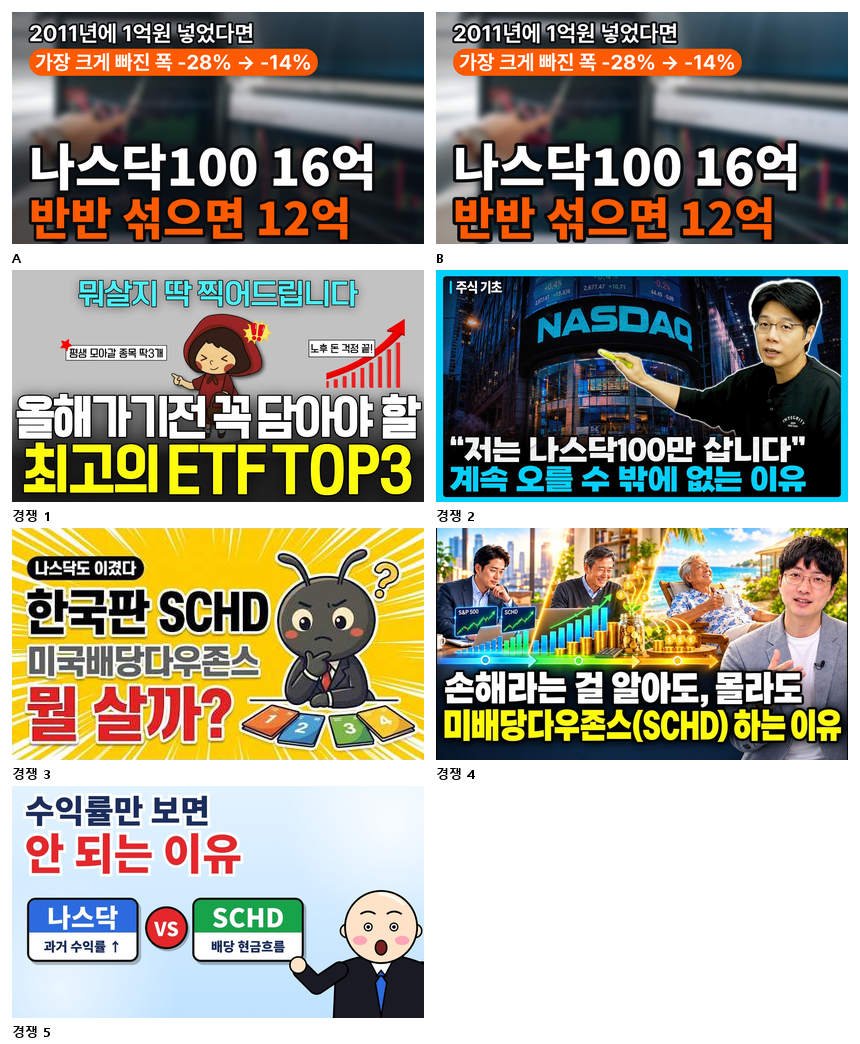 2011년에 1억원 넣었다면
가장 크게 빠진 폭 -28% → -14%
나스닥100 16억
반반 섞으면 12억
A
2011년에 1억원 넣었다면
가장 크게 빠진 폭 -28% → -14%
나스닥100 16억
반반 섞으면 12억
B
뭐살지 딱 찍어드립니다
평생 모아갈 종목 딱3개
노후 돈 걱정 끝!
올해가기전 꼭 담아야 할
최고의 ETF TOP3
경쟁 1
주식 기초
NASDAQ
INTEGRITY
"저는 나스닥100만 삽니다"
계속 오를 수 밖에 없는 이유
경쟁 2
나스닥도 이겼다
한국판 SCHD
미국배당다우존스
뭘 살까?
1
2
3
4
경쟁 3
S&P 500
SCHD
손해라는 걸 알아도, 몰라도
미배당다우존스(SCHD) 하는 이유
경쟁 4
수익률만 보면
안 되는 이유
나스닥
과거 수익률 ↑
VS
SCHD
배당 현금흐름
경쟁 5